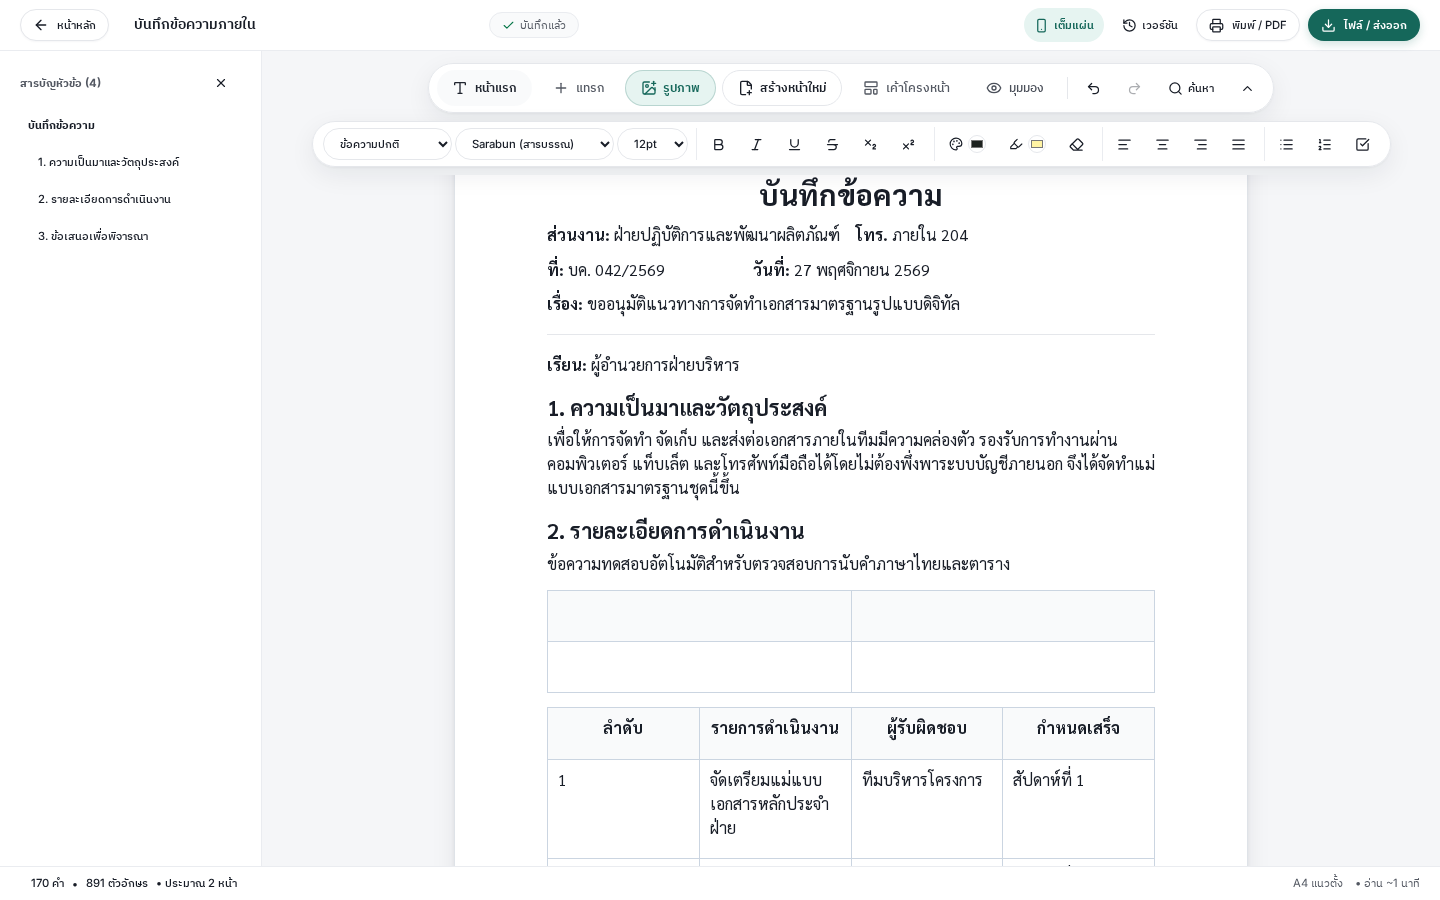 หน้าหลัก
บันทึกข้อความภายใน
บันทึกแล้ว
เต็มแผ่น
เวอร์ชัน
พิมพ์ / PDF
ไฟล์ / ส่งออก
สารบัญหัวข้อ (4)
บันทึกข้อความ
1. ความเป็นมาและวัตถุประสงค์
2. รายละเอียดการดำเนินงาน
3. ข้อเสนอเพื่อพิจารณา
หน้าแรก
แทรก
รูปภาพ
สร้างหน้าใหม่
เค้าโครงหน้า
มุมมอง
ค้นหา
ข้อความปกติ
Sarabun (สารบรรณ)
12pt
บันทึกข้อความ
ส่วนงาน: ฝ่ายปฏิบัติการและพัฒนาผลิตภัณฑ์ โทร. ภายใน 204
ที่: บค. 042/2569 วันที่: 27 พฤศจิกายน 2569
เรื่อง: ขออนุมัติแนวทางการจัดทำเอกสารมาตรฐานรูปแบบดิจิทัล
เรียน: ผู้อำนวยการฝ่ายบริหาร
1. ความเป็นมาและวัตถุประสงค์
เพื่อให้การจัดทำ จัดเก็บ และส่งต่อเอกสารภายในทีมมีความคล่องตัว รองรับการทำงานผ่าน
คอมพิวเตอร์ แท็บเล็ต และโทรศัพท์มือถือได้โดยไม่ต้องพึ่งพาระบบบัญชีภายนอก จึงได้จัดทำแม่
แบบเอกสารมาตรฐานชุดนี้ขึ้น
2. รายละเอียดการดำเนินงาน
ข้อความทดสอบอัตโนมัติสำหรับตรวจสอบการนับคำภาษาไทยและตาราง
ลำดับ รายการดำเนินงาน ผู้รับผิดชอบ กำหนดเสร็จ
1 จัดเตรียมแม่แบบ ทีมบริหารโครงการ สัปดาห์ที่ 1
เอกสารหลักประจำ
ฝ่าย
170 คำ • 891 ตัวอักษร • ประมาณ 2 หน้า
A4 แนวตั้ง • อ่าน ~1 นาที